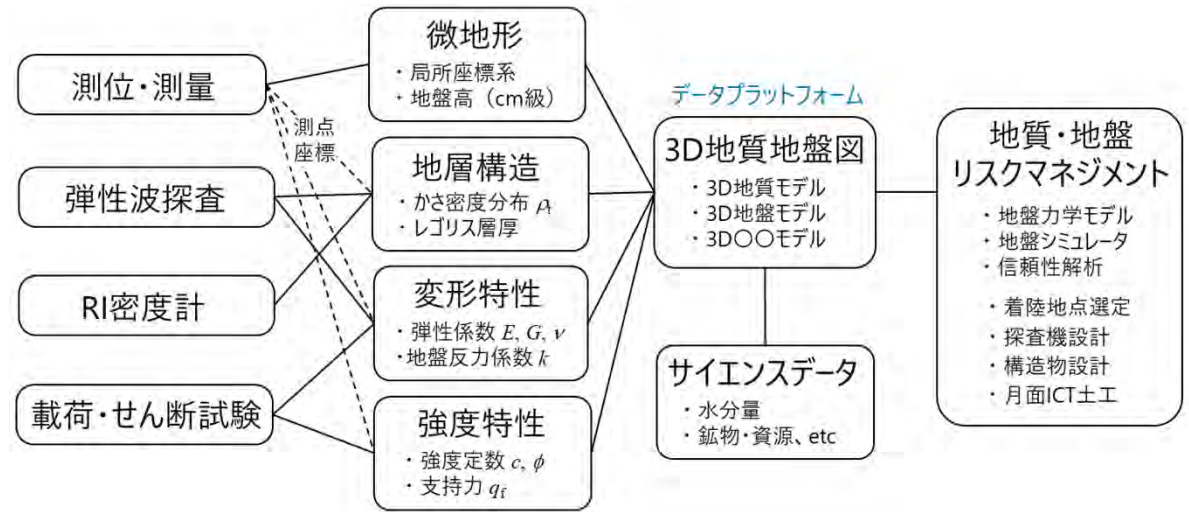 測位・測量
弾性波探査
RI密度計
載荷・せん断試験
測点
座標
微地形
・局所座標系
・地盤高（cm級）
地層構造
・かさ密度分布 ρt
・レゴリス層厚
変形特性
・弾性係数 E, G, ν
・地盤反力係数 k
強度特性
・強度定数 c, ϕ
・支持力 qf
データプラットフォーム
3D地質地盤図
・3D地質モデル
・3D地盤モデル
・3D〇〇モデル
サイエンスデータ
・水分量
・鉱物・資源、etc
地質・地盤
リスクマネジメント
・地盤力学モデル
・地盤シミュレータ
・信頼性解析
・着陸地点選定
・探査機設計
・構造物設計
・月面ICT土工